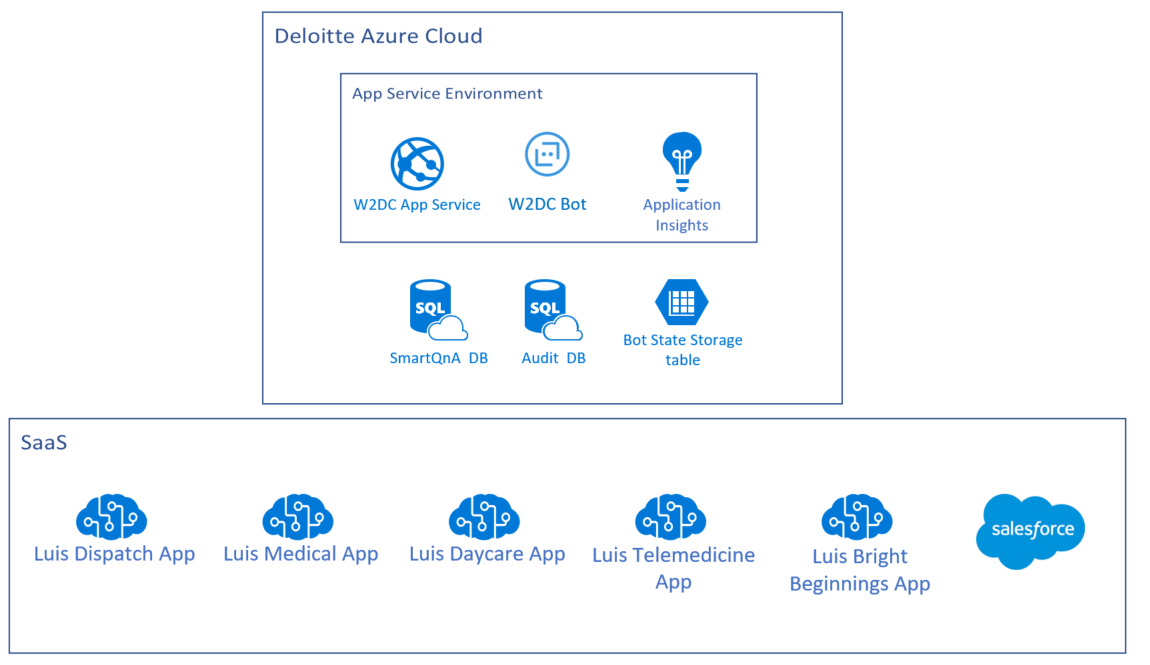 Deloitte Azure Cloud
App Service Environment
W2DC App Service
W2DC Bot
Application
Insights
SQL
SQL
SmartQnA DB
Audit DB
Bot State Storage
table
SaaS
Luis Dispatch App
Luis Medical App
Luis Daycare App
Luis Telemedicine
App
Luis Bright
Beginnings App
salesforce